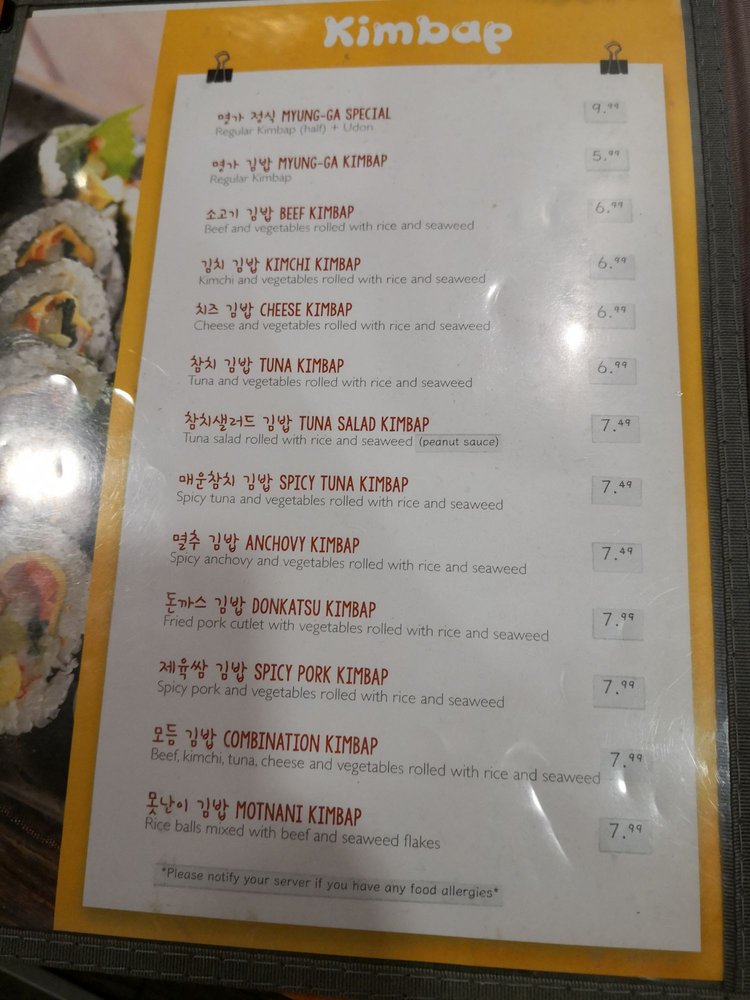 Kimbap
명가 정식 MYUNG-GA SPECIAL 9.99
Regular Kimbap (half) + Udon
명가 김밥 MYUNG-GA KIMBAP 5.99
Regular Kimbap
소고기 김밥 BEEF KIMBAP 6.99
Beef and vegetables rolled with rice and seaweed
김치 김밥 KIMCHI KIMBAP 6.99
Kimchi and vegetables rolled with rice and seaweed
치즈 김밥 CHEESE KIMBAP 6.99
Cheese and vegetables rolled with rice and seaweed
참치 김밥 TUNA KIMBAP 6.99
Tuna and vegetables rolled with rice and seaweed
참치샐러드 김밥 TUNA SALAD KIMBAP 7.49
Tuna salad rolled with rice and seaweed (peanut sauce)
매운참치 김밥 SPICY TUNA KIMBAP 7.49
Spicy tuna and vegetables rolled with rice and seaweed
멸추 김밥 ANCHOVY KIMBAP 7.49
Spicy anchovy and vegetables rolled with rice and seaweed
돈까스 김밥 DONKATSU KIMBAP 7.99
Fried pork cutlet with vegetables rolled with rice and seaweed
제육쌈 김밥 SPICY PORK KIMBAP 7.99
Spicy pork and vegetables rolled with rice and seaweed
모듬 김밥 COMBINATION KIMBAP 7.99
Beef, kimchi, tuna, cheese and vegetables rolled with rice and seaweed
못난이 김밥 MOTNANI KIMBAP 7.99
Rice balls mixed with beef and seaweed flakes
*Please notify your server if you have any food allergies*